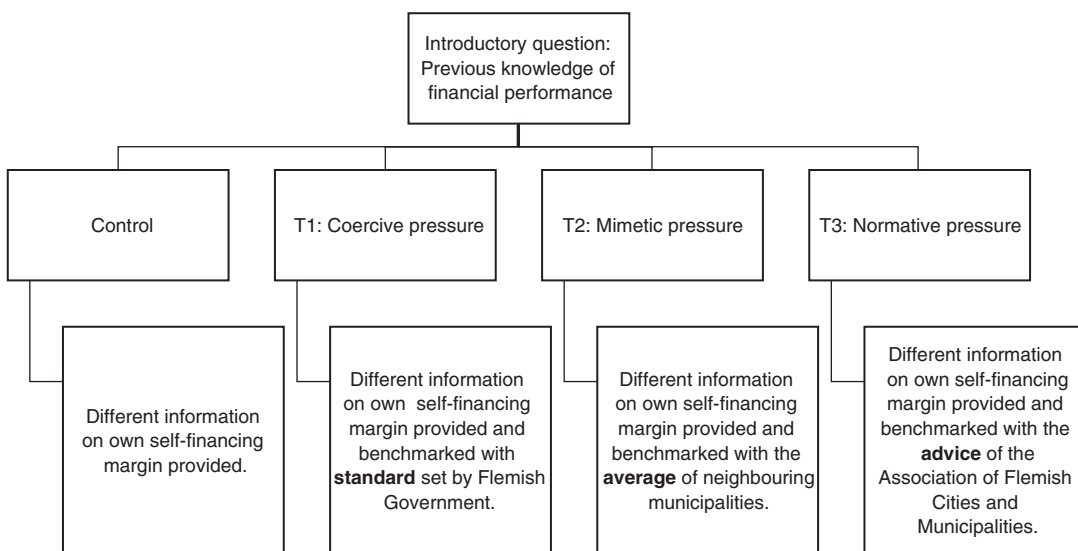 Introductory question:
Previous knowledge of
financial performance
Control
T1: Coercive pressure
T2: Mimetic pressure
T3: Normative pressure
Different information
on own self-financing
margin provided.
Different information
on own self-financing
margin provided and
benchmarked with
standard set by Flemish
Government.
Different information
on own self-financing
margin provided and
benchmarked with the
average of neighbouring
municipalities.
Different information
on own self-financing
margin provided and
benchmarked with the
advice of the
Association of Flemish
Cities and
Municipalities.